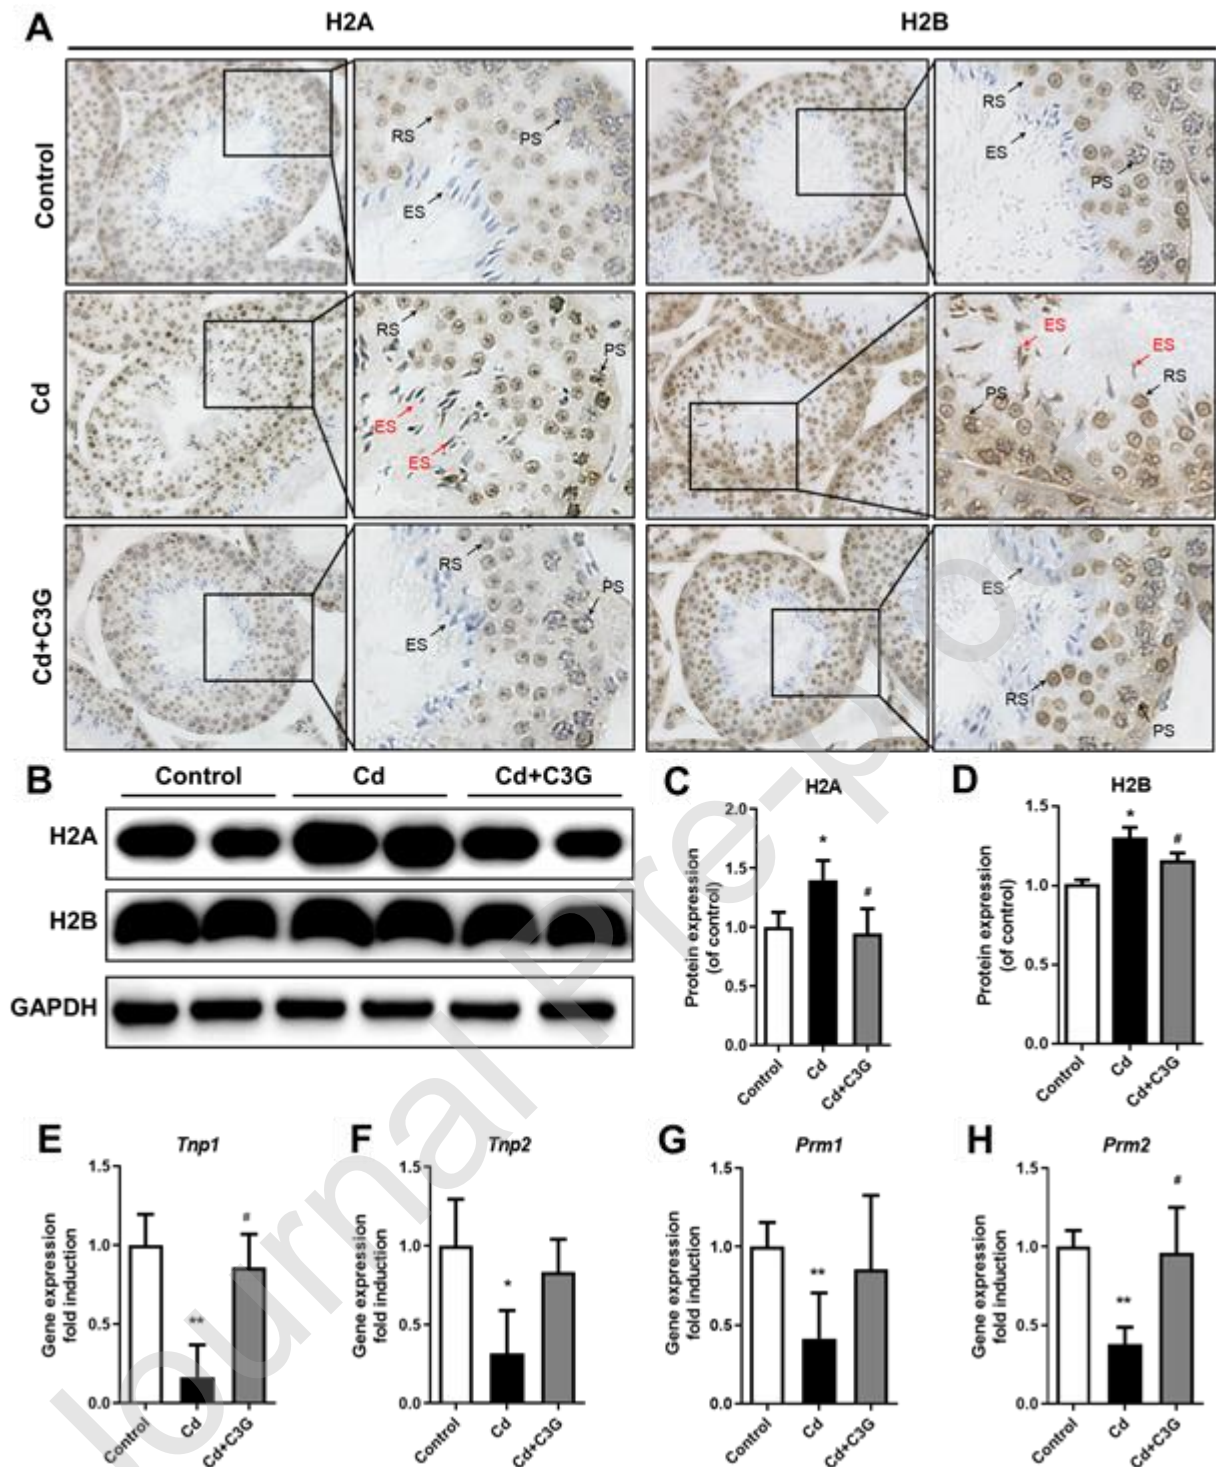 A
H2A
H2B
Control
RS
PS
ES
RS
ES
PS
Cd
RS
PS
ES
ES
ES
ES
RS
PS
Cd+C3G
RS
PS
ES
ES
RS
PS
B
Control
Cd
Cd+C3G
H2A
H2B
GAPDH
C
H2A
Protein expression
(of control)
2.0
1.5
1.0
0.5
0.0
*
#
Control
Cd
Cd+C3G
D
H2B
Protein expression
(of control)
1.5
1.0
0.5
0.0
*
#
Control
Cd
Cd+C3G
E
Tnp1
Gene expression
fold induction
1.5
1.0
0.5
0.0
**
#
Control
Cd
Cd+C3G
F
Tnp2
Gene expression
fold induction
1.5
1.0
0.5
0.0
*
Control
Cd
Cd+C3G
G
Prm1
Gene expression
fold induction
1.5
1.0
0.5
0.0
**
Control
Cd
Cd+C3G
H
Prm2
Gene expression
fold induction
1.5
1.0
0.5
0.0
**
#
Control
Cd
Cd+C3G
Journal Pre-p